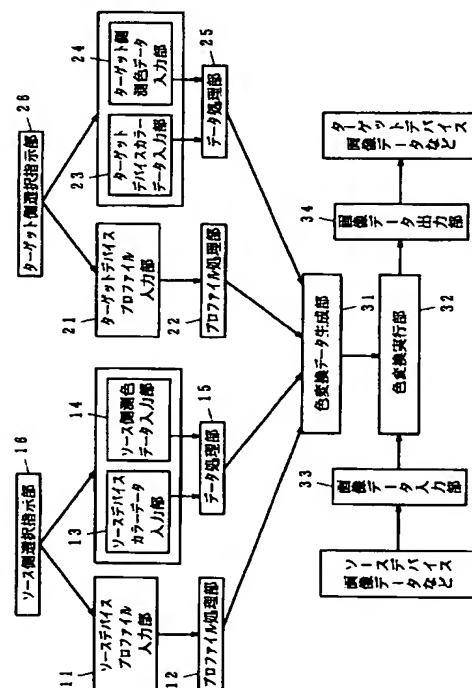 ソース側選択指示部
16
ターゲット側選択指示部
26
11
ソースデバイス
プロファイル
入力部
13
ソースデバイス
カラーデータ
入力部
14
ソース側測色
データ入力部
21
ターゲットデバイス
プロファイル
入力部
23
ターゲット
デバイスカラー
データ入力部
24
ターゲット側
測色データ
入力部
12
プロファイル処理部
15
データ処理部
22
プロファイル処理部
25
データ処理部
色変換データ生成部
31
ソースデバイス
画像データなど
33
画像データ入力部
色変換実行部
32
34
画像データ出力部
ターゲットデバイス
画像データなど